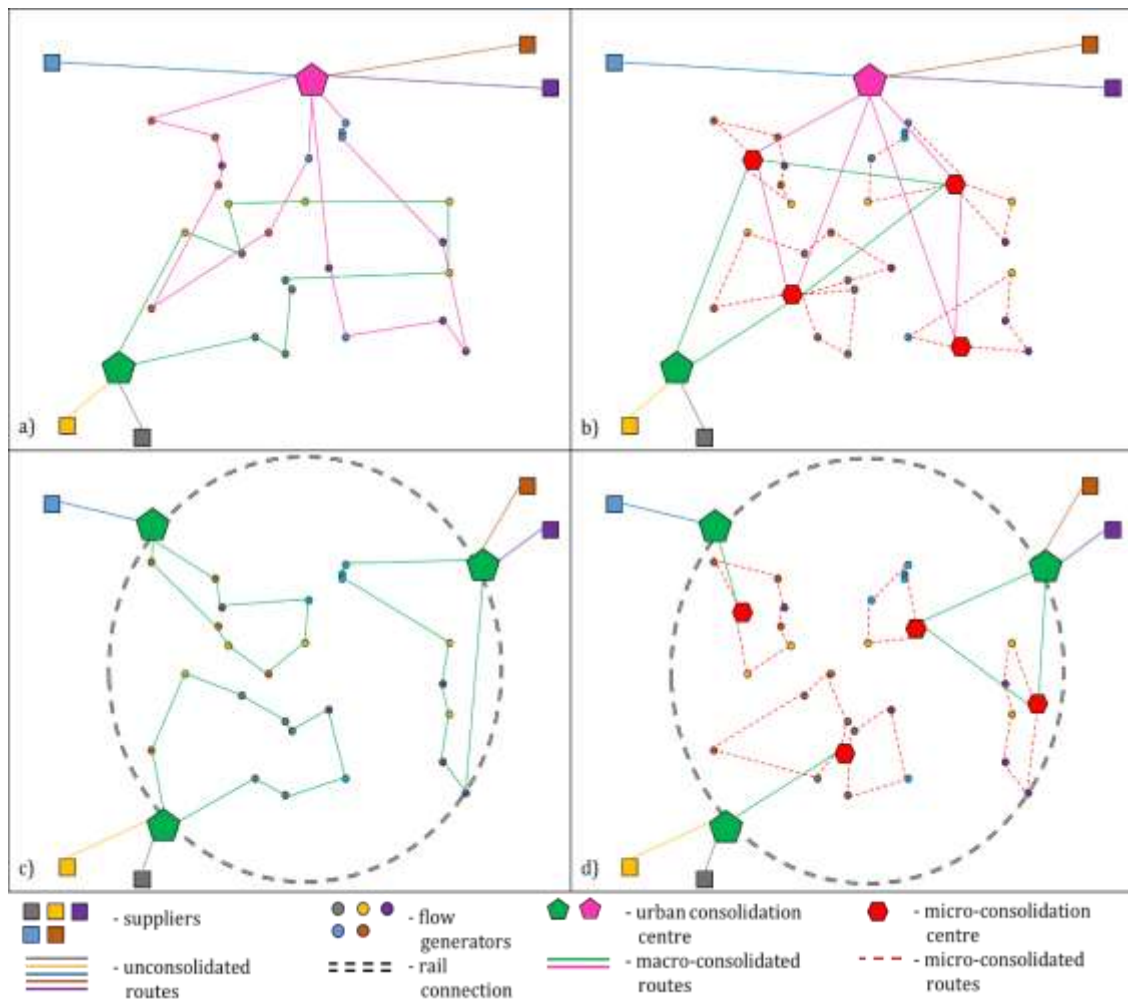 a)
b)
c)
d)
- suppliers
- flow
generators
- urban consolidation
centre
- micro-consolidation
centre
- unconsolidated
routes
- rail
connection
- macro-consolidated
routes
- micro-consolidated
routes